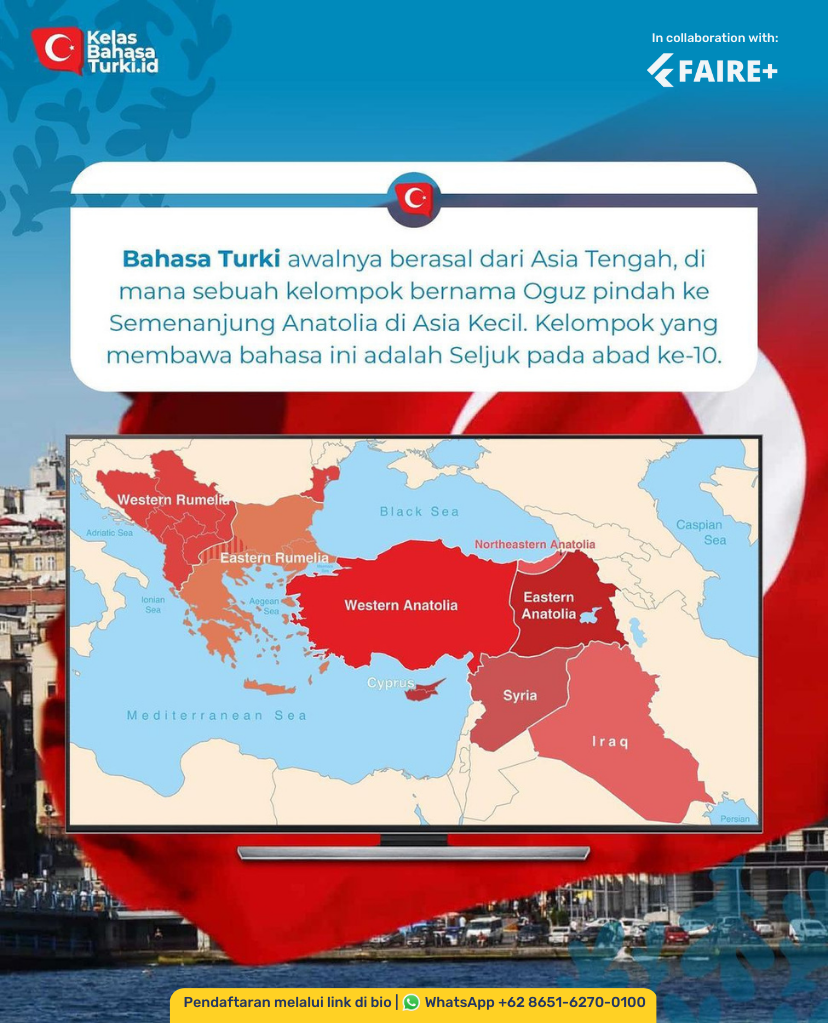 Kelas
Bahasa
Turki.id
In collaboration with:
FAIRE+
Bahasa Turki awalnya berasal dari Asia Tengah, di
mana sebuah kelompok bernama Oguz pindah ke
Semenanjung Anatolia di Asia Kecil. Kelompok yang
membawa bahasa ini adalah Seljuk pada abad ke-10.
Western Rumelia
Black Sea
Caspian
Sea
Adriatic Sea
Northeastern Anatolia
Eastern Rumelia
Ionian
Sea
Aegean
Sea
Western Anatolia
Eastern
Anatolia
Cyprus
Syria
Mediterranean Sea
Iraq
Persian
Pendaftaran melalui link di bio | WhatsApp +62 8651-6270-0100